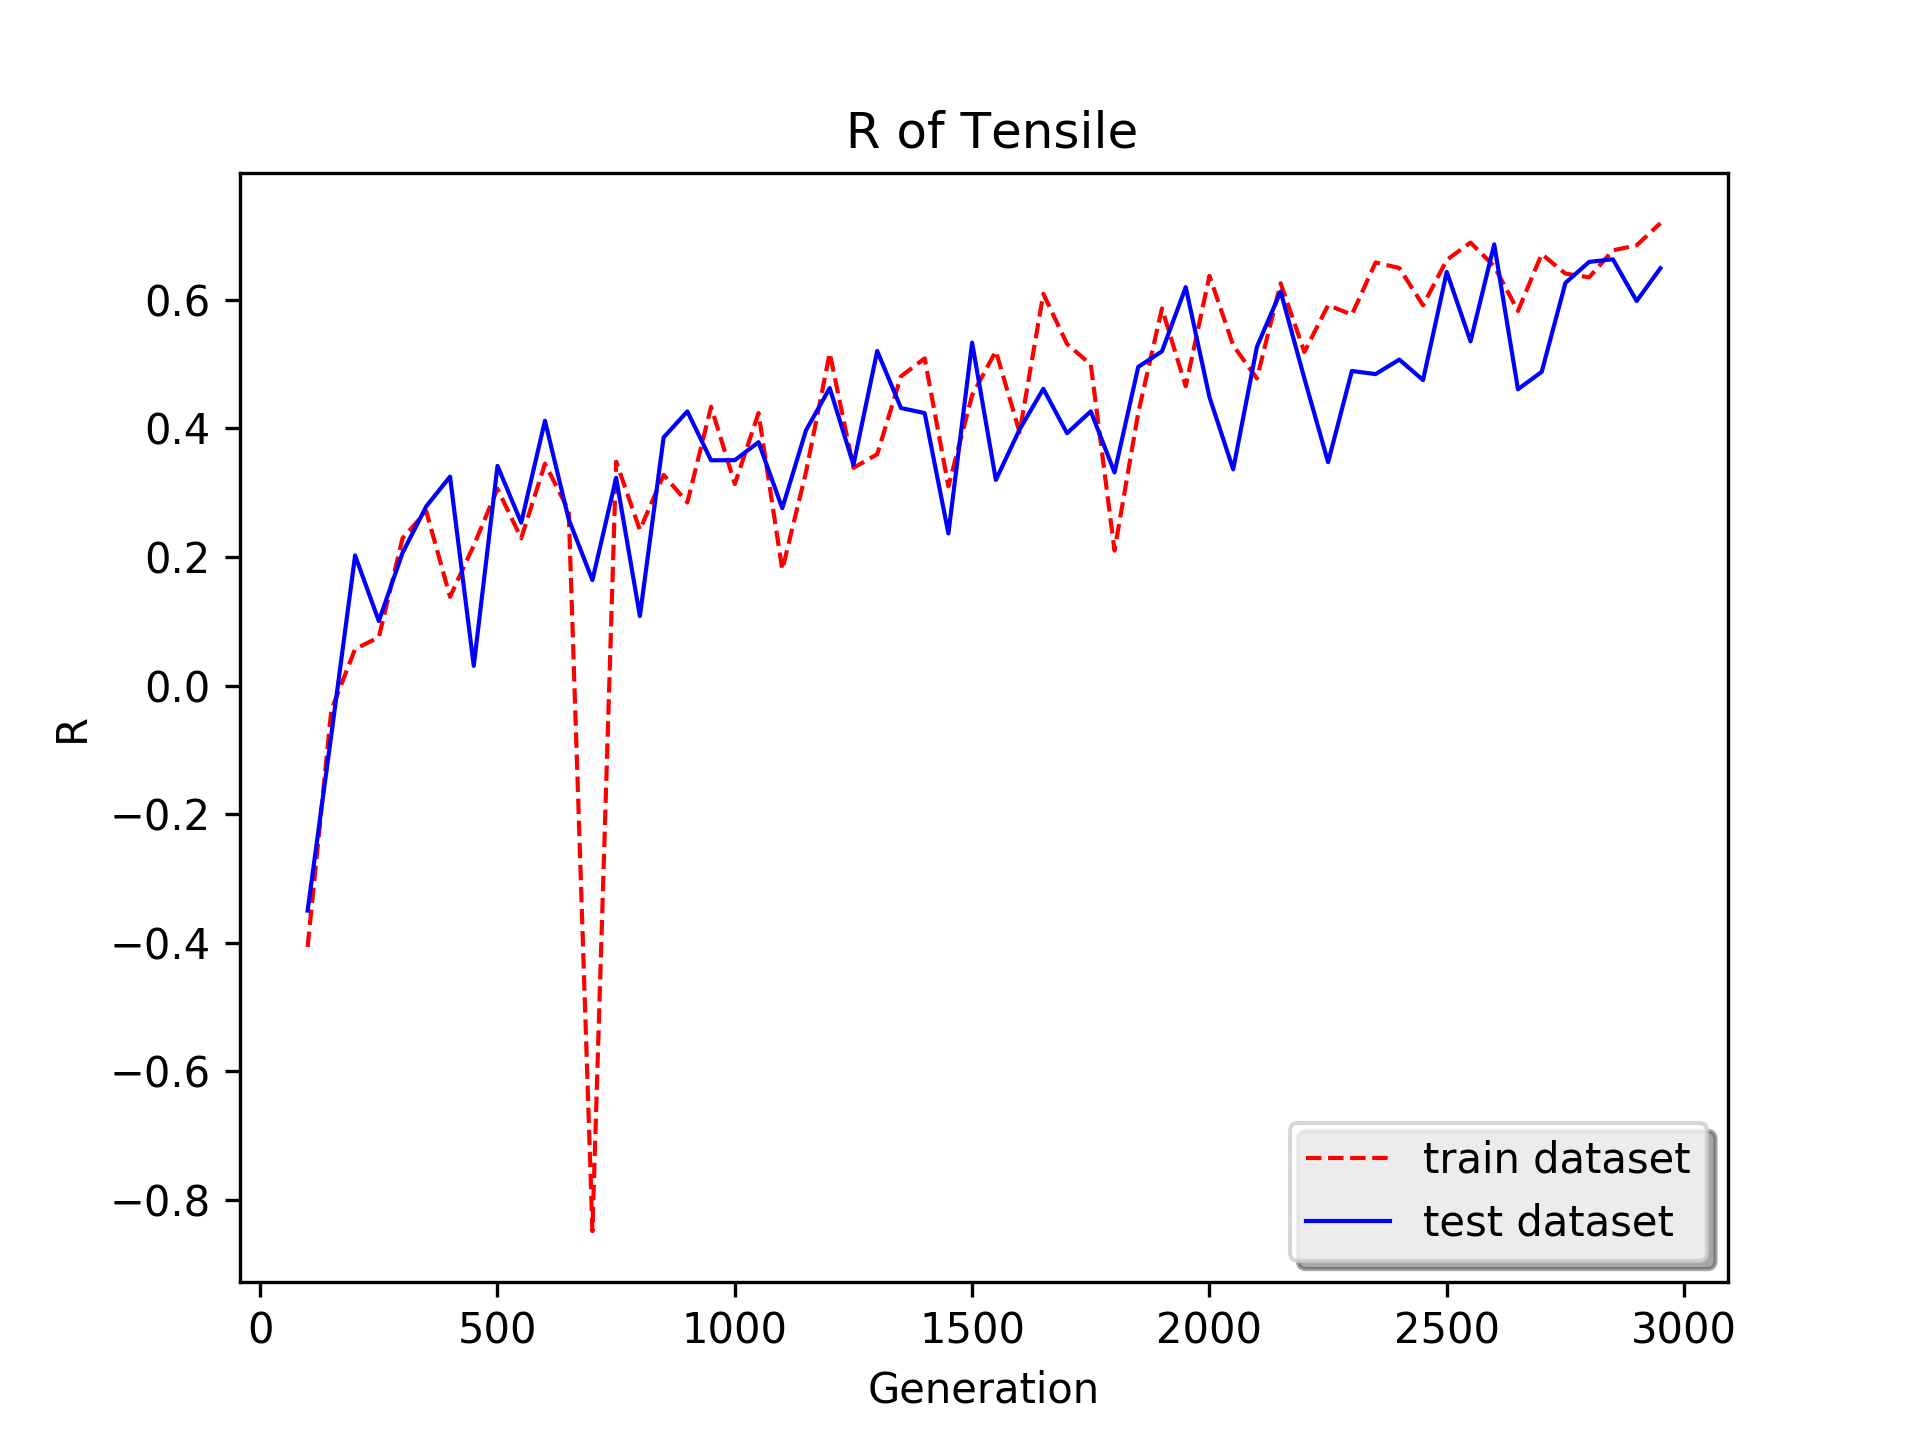 R of Tensile
R
0.6
0.4
0.2
0.0
−0.2
−0.4
−0.6
−0.8
train dataset
test dataset
0 500 1000 1500 2000 2500 3000
Generation